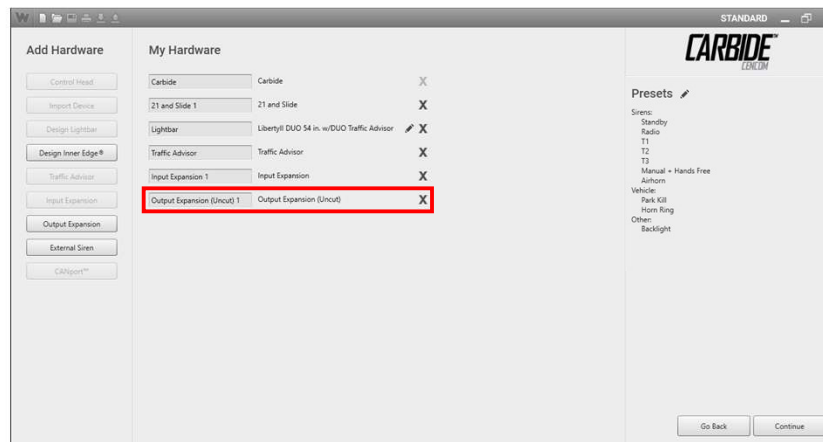 W
STANDARD
Add Hardware
Control Head
Import Device
Design Lightbar
Design Inner Edge®
Traffic Advisor
Input Expansion
Output Expansion
External Siren
CANport™
My Hardware
Carbide Carbide X
21 and Slide 1 21 and Slide X
Lightbar LibertyII DUO 54 in. w/DUO Traffic Advisor X
Traffic Advisor Traffic Advisor X
Input Expansion 1 Input Expansion X
Output Expansion (Uncut) 1 Output Expansion (Uncut) X
CARBIDE™
CENCOM
Presets
Sirens:
Standby
Radio
T1
T2
T3
Manual + Hands Free
Airhorn
Vehicle:
Park Kill
Horn Ring
Other:
Backlight
Go Back
Continue